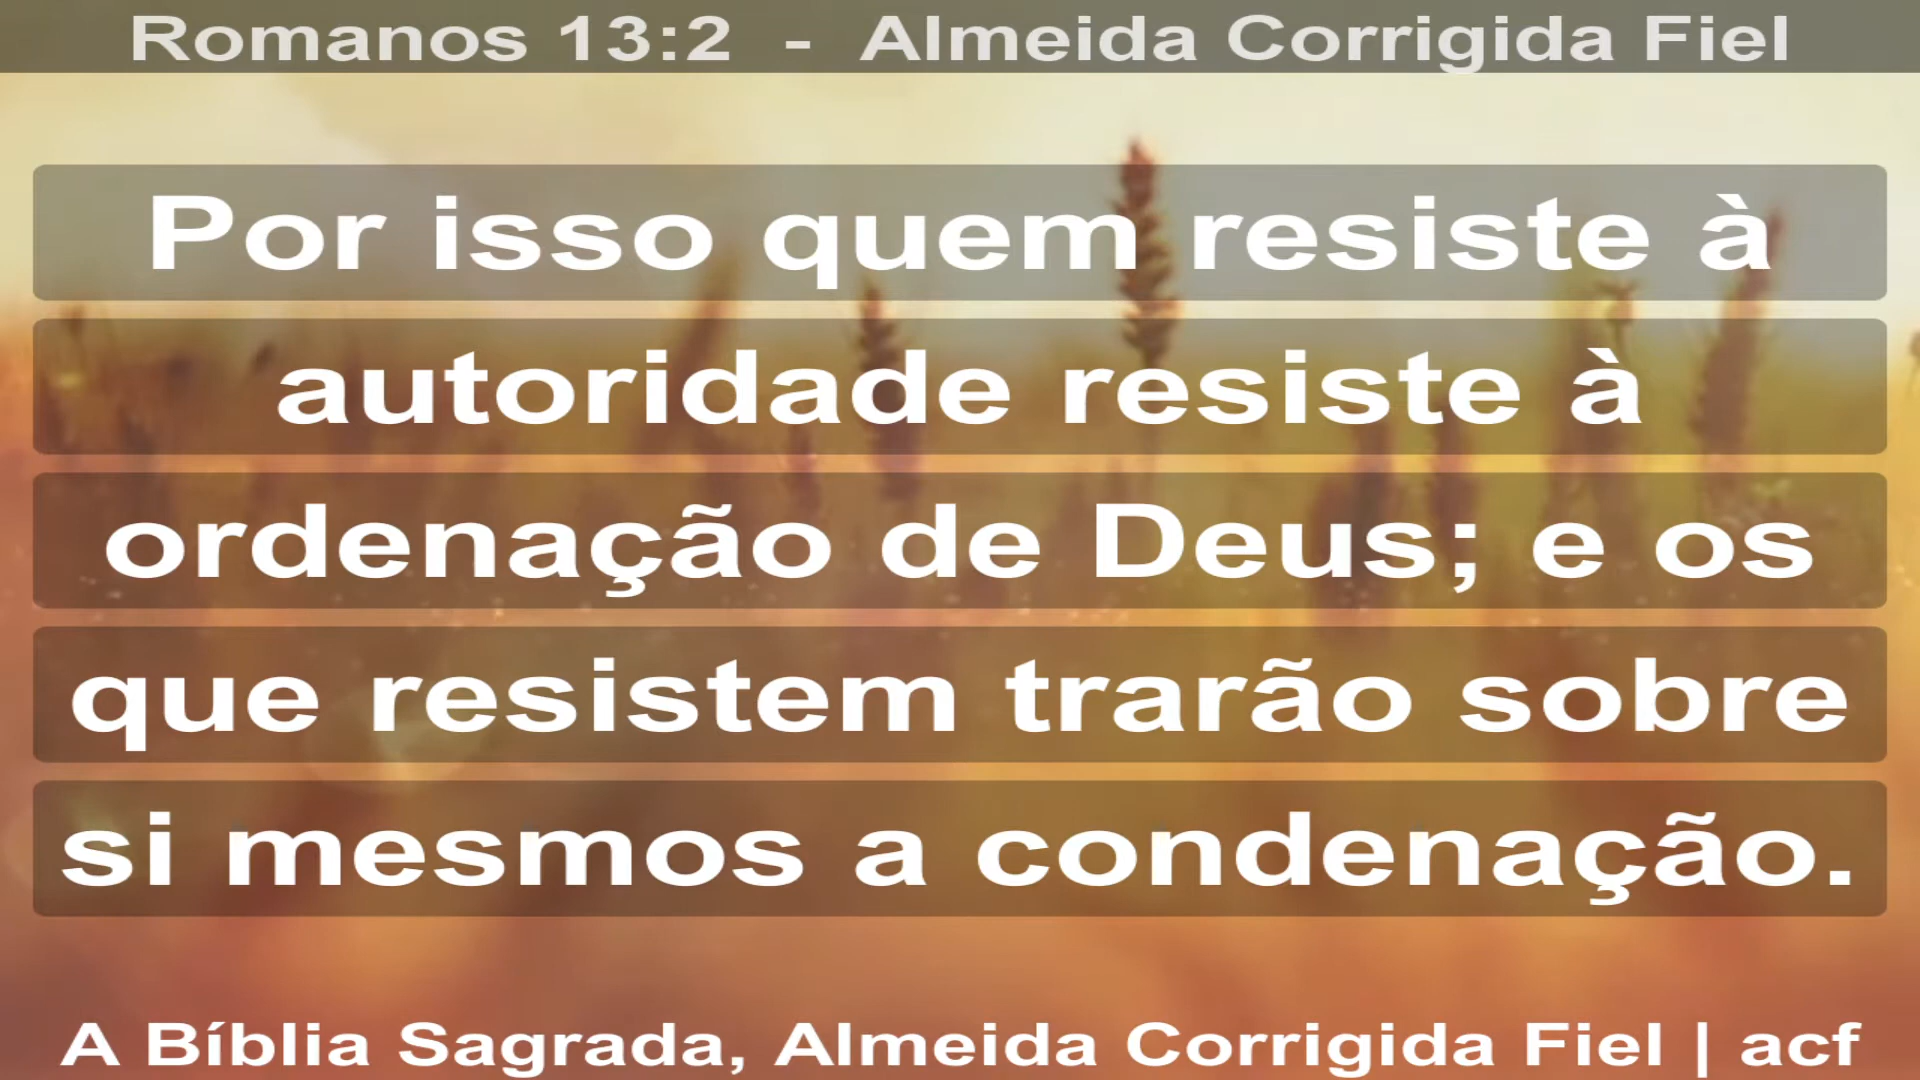 Romanos 13:2 - Almeida Corrigida Fiel
Por isso quem resiste à
autoridade resiste à
ordenação de Deus; e os
que resistem trarão sobre
si mesmos a condenação.
A Bíblia Sagrada, Almeida Corrigida Fiel | acf